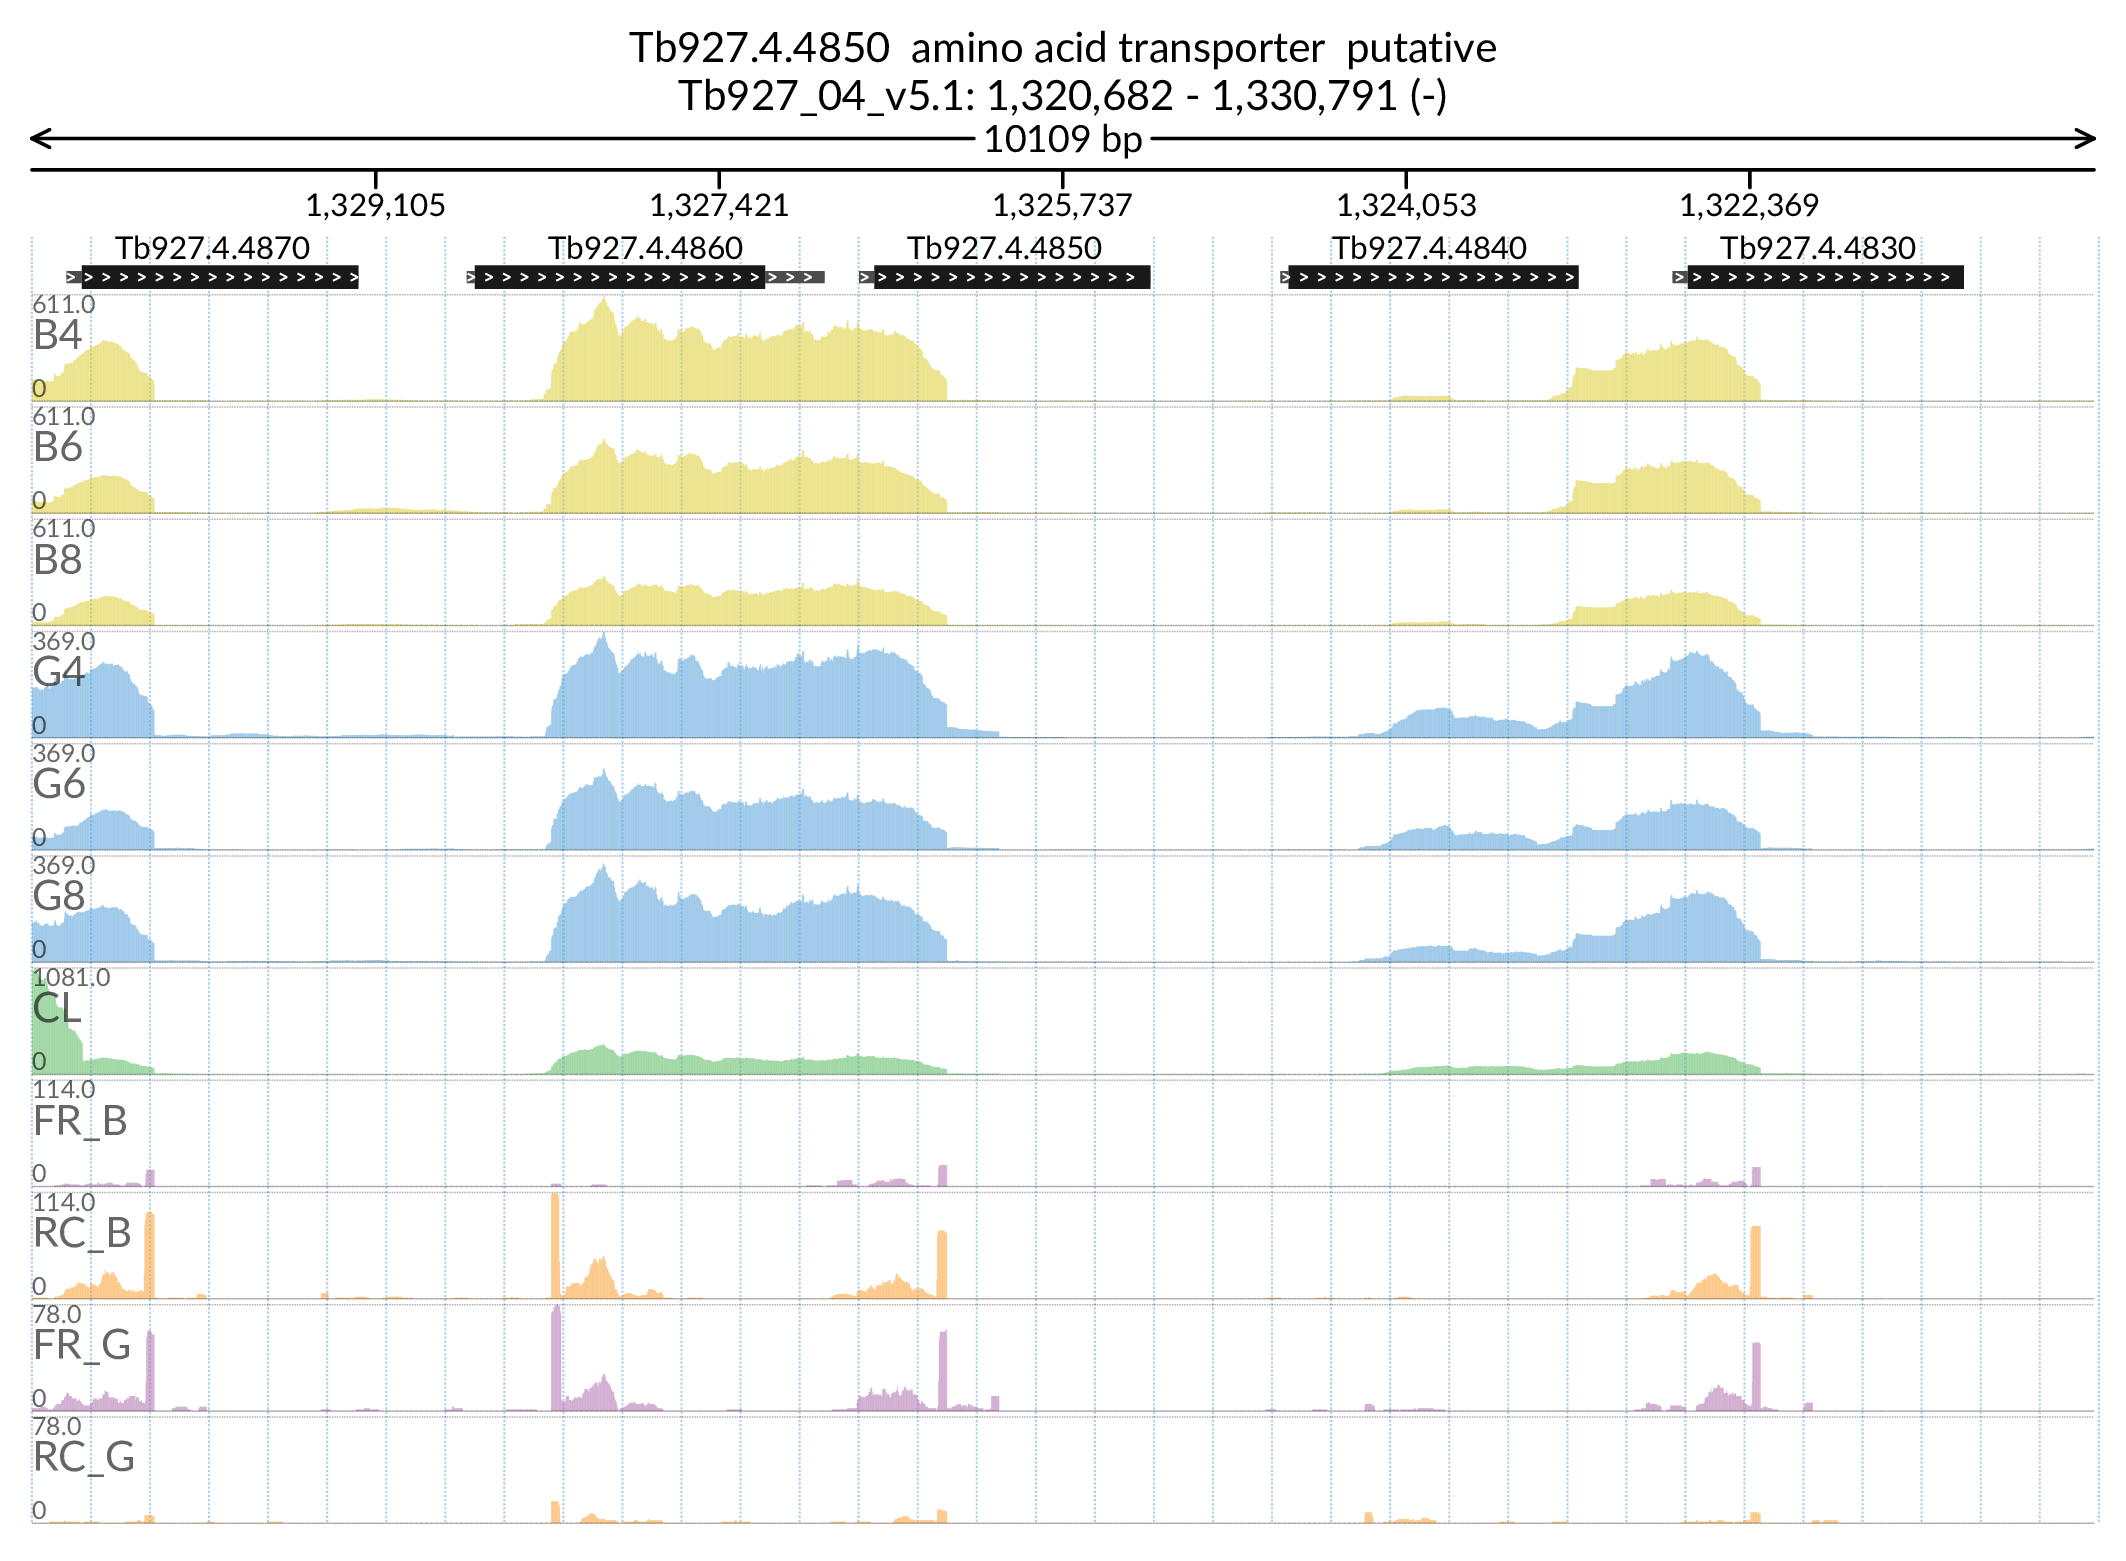 Tb927.4.4850  amino acid transporter  putative
Tb927_04_v5.1: 1,320,682 - 1,330,791 (-)
10109 bp
1,329,105 1,327,421 1,325,737 1,324,053 1,322,369
Tb927.4.4870 Tb927.4.4860 Tb927.4.4850 Tb927.4.4840 Tb927.4.4830
611.0
B4
0
611.0
B6
0
611.0
B8
0
369.0
G4
0
369.0
G6
0
369.0
G8
0
1081.0
CL
0
114.0
FR_B
0
114.0
RC_B
0
78.0
FR_G
0
78.0
RC_G
0